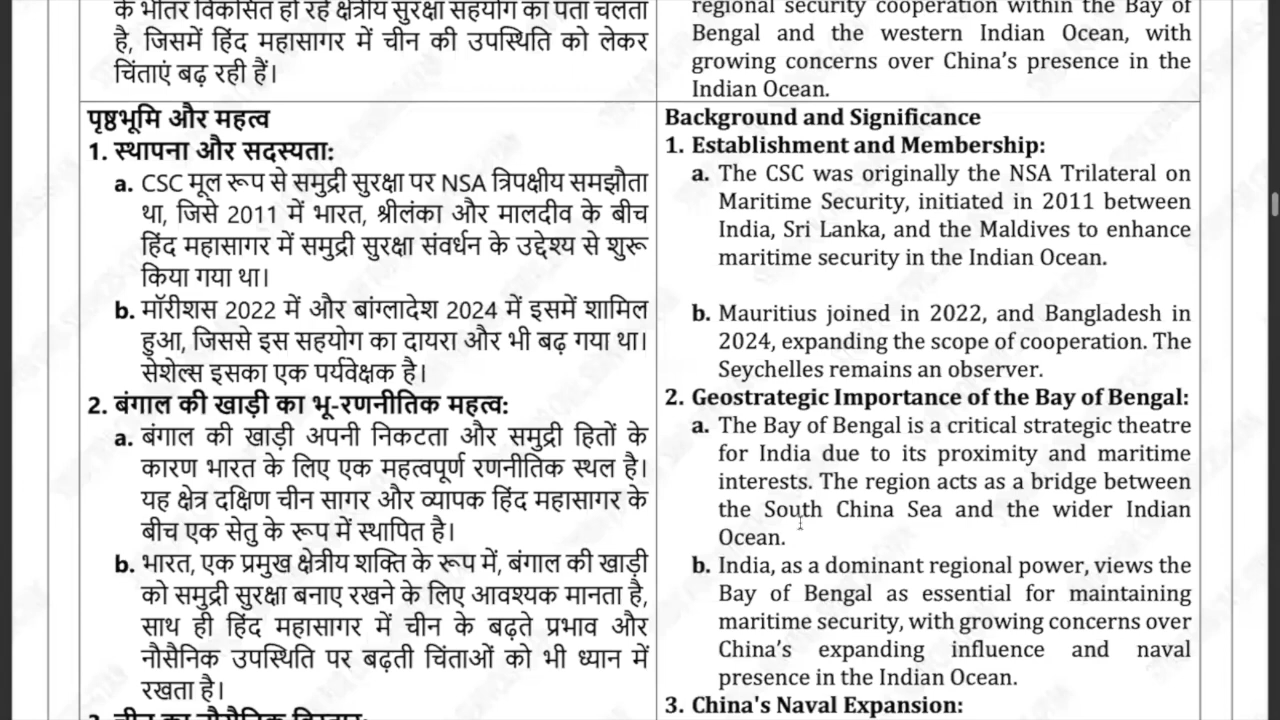 के भीतर विकसित हो रहे क्षेत्रीय सुरक्षा सहयोग का पता चलता
है, जिसमें हिंद महासागर में चीन की उपस्थिति को लेकर
चिंताएं बढ़ रही हैं।
पृष्ठभूमि और महत्व
1. स्थापना और सदस्यता:
a. CSC मूल रूप से समुद्री सुरक्षा पर NSA त्रिपक्षीय समझौता
था, जिसे 2011 में भारत, श्रीलंका और मालदीव के बीच
हिंद महासागर में समुद्री सुरक्षा संवर्धन के उद्देश्य से शुरू
किया गया था।
b. मॉरीशस 2022 में और बांग्लादेश 2024 में इसमें शामिल
हुआ, जिससे इस सहयोग का दायरा और भी बढ़ गया था।
सेशेल्स इसका एक पर्यवेक्षक है।
2. बंगाल की खाड़ी का भू-रणनीतिक महत्व:
a. बंगाल की खाड़ी अपनी निकटता और समुद्री हितों के
कारण भारत के लिए एक महत्वपूर्ण रणनीतिक स्थल है।
यह क्षेत्र दक्षिण चीन सागर और व्यापक हिंद महासागर के
बीच एक सेतु के रूप में स्थापित है।
b. भारत, एक प्रमुख क्षेत्रीय शक्ति के रूप में, बंगाल की खाड़ी
को समुद्री सुरक्षा बनाए रखने के लिए आवश्यक मानता है,
साथ ही हिंद महासागर में चीन के बढ़ते प्रभाव और
नौसैनिक उपस्थिति पर बढ़ती चिंताओं को भी ध्यान में
रखता है।
3. चीन का नौसैनिक विस्तार:
regional security cooperation within the Bay of
Bengal and the western Indian Ocean, with
growing concerns over China’s presence in the
Indian Ocean.
Background and Significance
1. Establishment and Membership:
a. The CSC was originally the NSA Trilateral on
Maritime Security, initiated in 2011 between
India, Sri Lanka, and the Maldives to enhance
maritime security in the Indian Ocean.
b. Mauritius joined in 2022, and Bangladesh in
2024, expanding the scope of cooperation. The
Seychelles remains an observer.
2. Geostrategic Importance of the Bay of Bengal:
a. The Bay of Bengal is a critical strategic theatre
for India due to its proximity and maritime
interests. The region acts as a bridge between
the South China Sea and the wider Indian
Ocean.
b. India, as a dominant regional power, views the
Bay of Bengal as essential for maintaining
maritime security, with growing concerns over
China’s expanding influence and naval
presence in the Indian Ocean.
3. China's Naval Expansion: